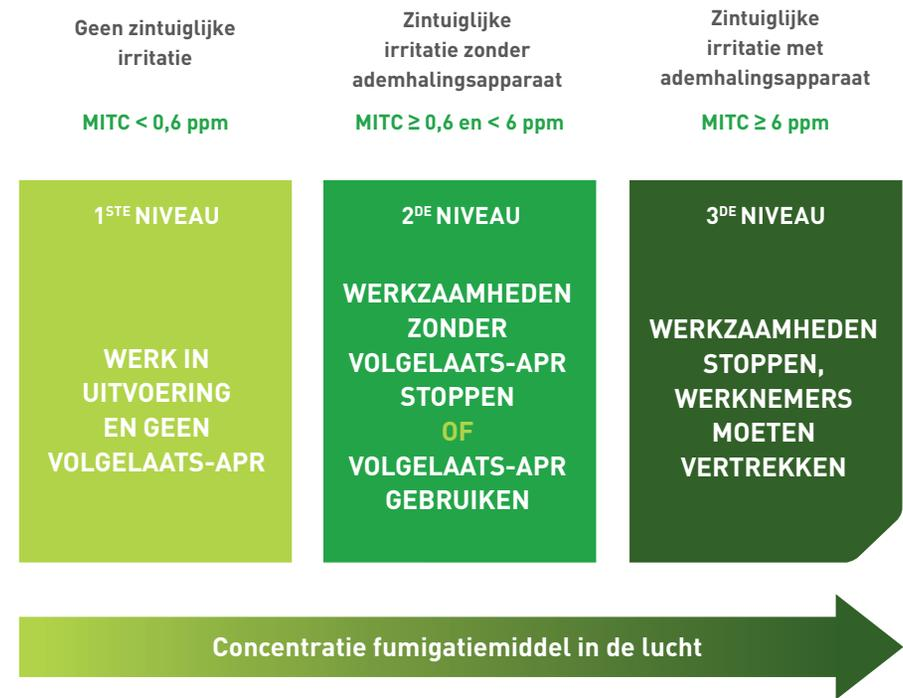 Geen zintuiglijke
irritatie
MITC < 0,6 ppm
Zintuiglijke
irritatie zonder
ademhalingsapparaat
MITC ≥ 0,6 en < 6 ppm
Zintuiglijke
irritatie met
ademhalingsapparaat
MITC ≥ 6 ppm
1STE NIVEAU
WERK IN
UITVOERING
EN GEEN
VOLGELAATS-APR
2DE NIVEAU
WERKZAAMHEDEN
ZONDER
VOLGELAATS-APR
STOPPEN
OF
VOLGELAATS-APR
GEBRUIKEN
3DE NIVEAU
WERKZAAMHEDEN
STOPPEN,
WERKNEMERS
MOETEN
VERTREKKEN
Concentratie fumigatiemiddel in de lucht